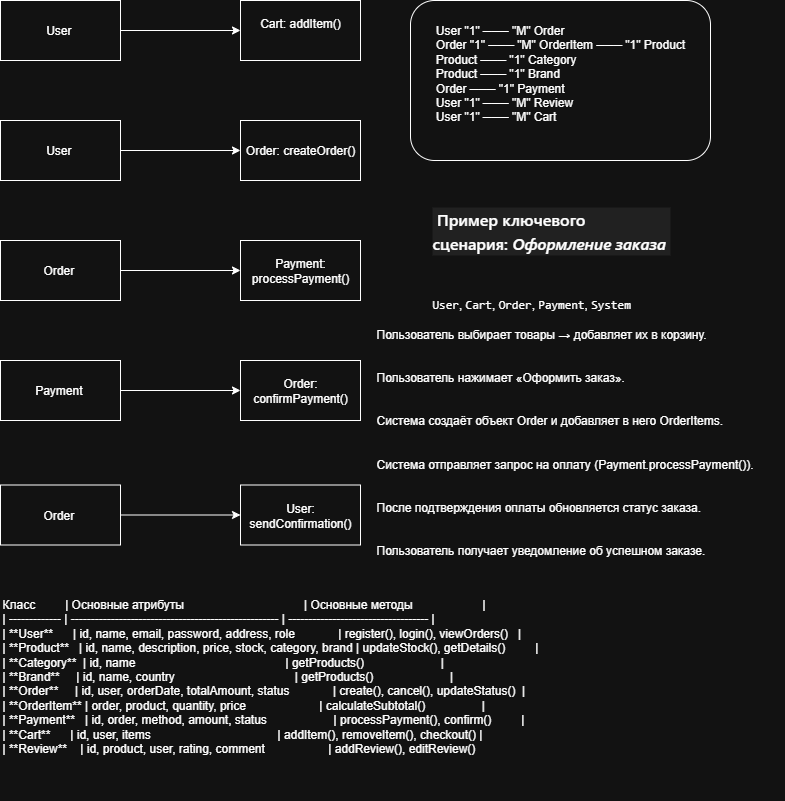 User
Cart: addItem()
User "1" —— "M" Order
Order "1" —— "M" OrderItem —— "1" Product
Product —— "1" Category
Product —— "1" Brand
Order —— "1" Payment
User "1" —— "M" Review
User "1" —— "M" Cart
User
Order: createOrder()
Пример ключевого
сценария: Оформление заказа
Order
Payment:
processPayment()
User, Cart, Order, Payment, System
Пользователь выбирает товары → добавляет их в корзину.
Payment
Order:
confirmPayment()
Пользователь нажимает «Оформить заказ».
Система создаёт объект Order и добавляет в него OrderItems.
Система отправляет запрос на оплату (Payment.processPayment()).
Order
User:
sendConfirmation()
После подтверждения оплаты обновляется статус заказа.
Пользователь получает уведомление об успешном заказе.
Класс | Основные атрибуты | Основные методы |
| ------------- | ---------------------------------------------------- | ----------------------------------- |
| **User** | id, name, email, password, address, role | register(), login(), viewOrders() |
| **Product** | id, name, description, price, stock, category, brand | updateStock(), getDetails() |
| **Category** | id, name | getProducts() |
| **Brand** | id, name, country | getProducts() |
| **Order** | id, user, orderDate, totalAmount, status | create(), cancel(), updateStatus() |
| **OrderItem** | order, product, quantity, price | calculateSubtotal() |
| **Payment** | id, order, method, amount, status | processPayment(), confirm() |
| **Cart** | id, user, items | addItem(), removeItem(), checkout() |
| **Review** | id, product, user, rating, comment | addReview(), editReview()